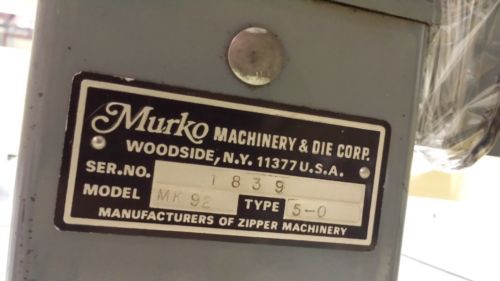 Murko MACHINERY & DIE CORP.
WOODSIDE, N.Y. 11377 U.S.A.
SER. NO. 1839
MODEL MK 92 TYPE 5-0
MANUFACTURERS OF ZIPPER MACHINERY